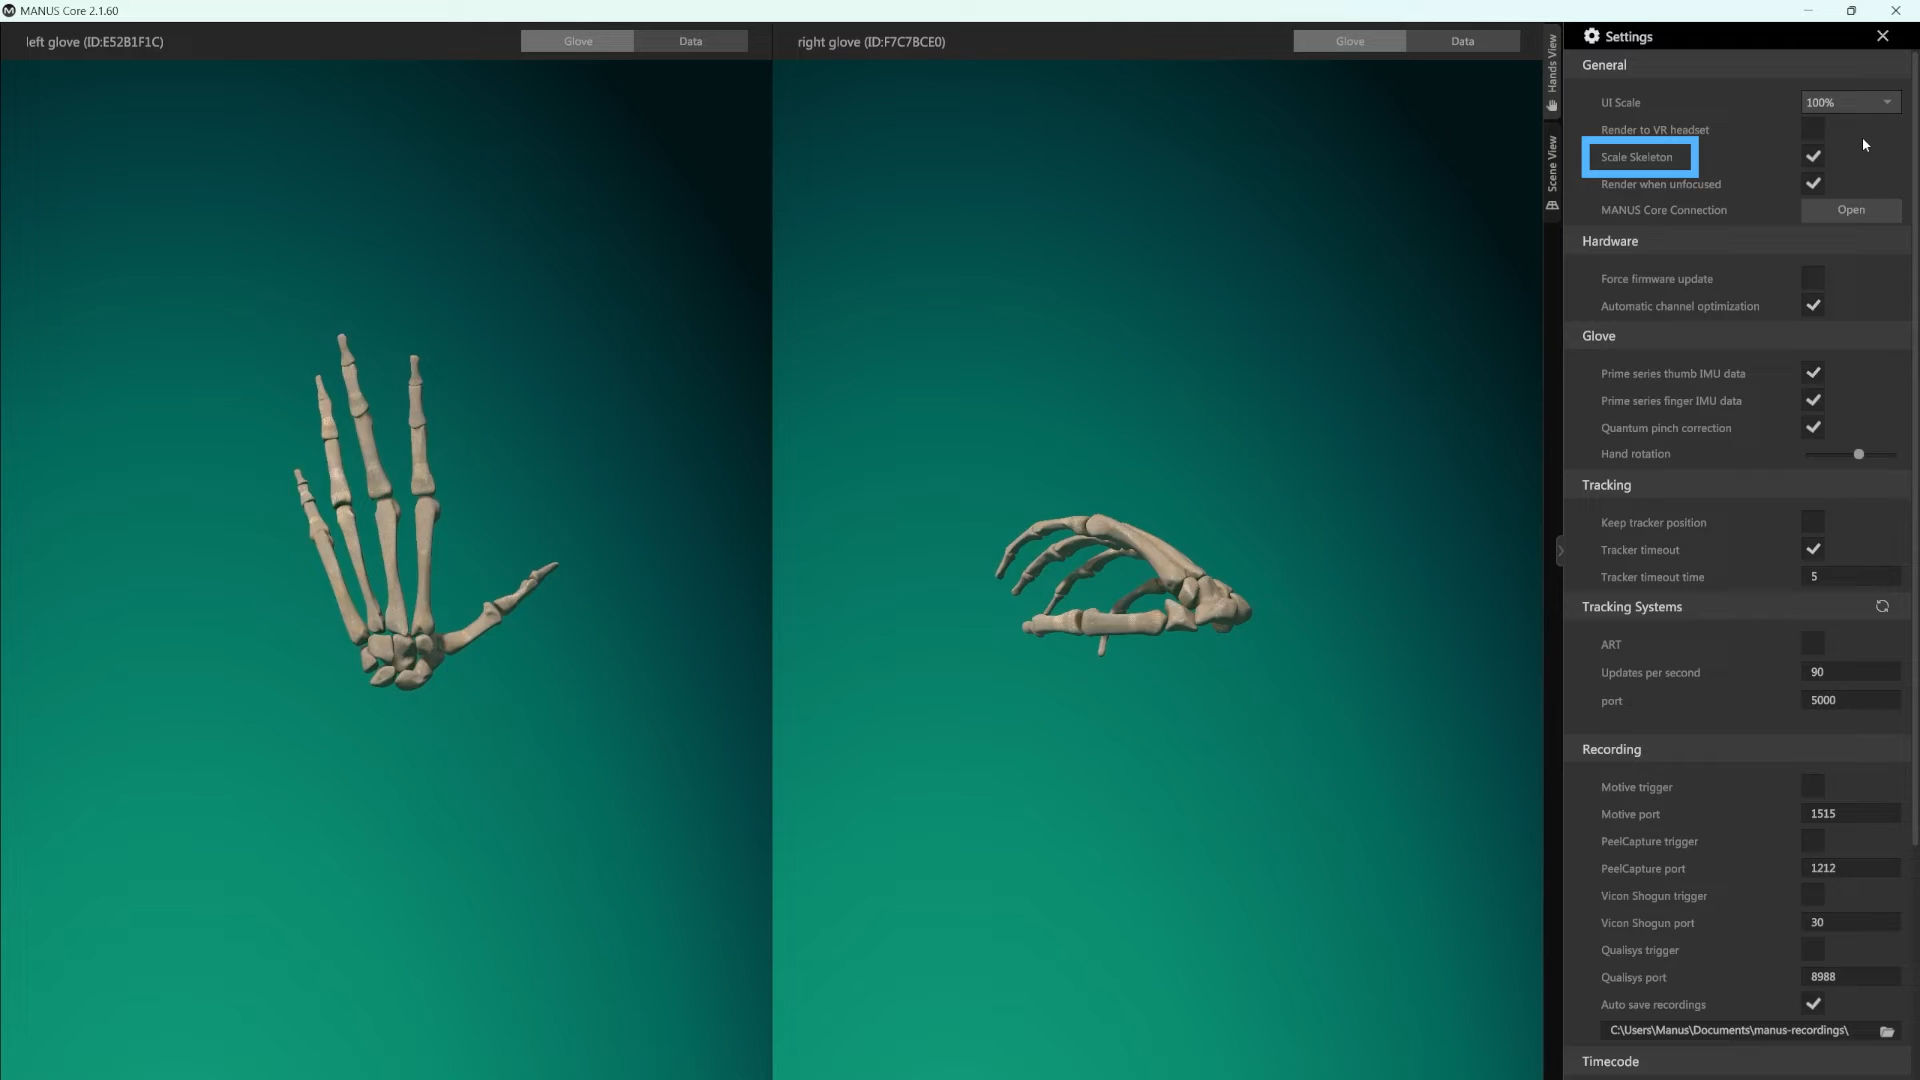 MANUS Core 2.1.60
left glove (ID:E52B1F1C)
Glove
Data
right glove (ID:F7C7BCE0)
Glove
Data
Hands View
Scene View
Settings
General
UI Scale
100%
Render to VR headset
Scale Skeleton
Render when unfocused
MANUS Core Connection
Open
Hardware
Force firmware update
Automatic channel optimization
Glove
Prime series thumb IMU data
Prime series finger IMU data
Quantum pinch correction
Hand rotation
Tracking
Keep tracker position
Tracker timeout
Tracker timeout time
5
Tracking Systems
ART
Updates per second
90
port
5000
Recording
Motive trigger
Motive port
1515
PeelCapture trigger
PeelCapture port
1212
Vicon Shogun trigger
Vicon Shogun port
30
Qualisys trigger
Qualisys port
8988
Auto save recordings
C:\Users\Manus\Documents\manus-recordings\
Timecode